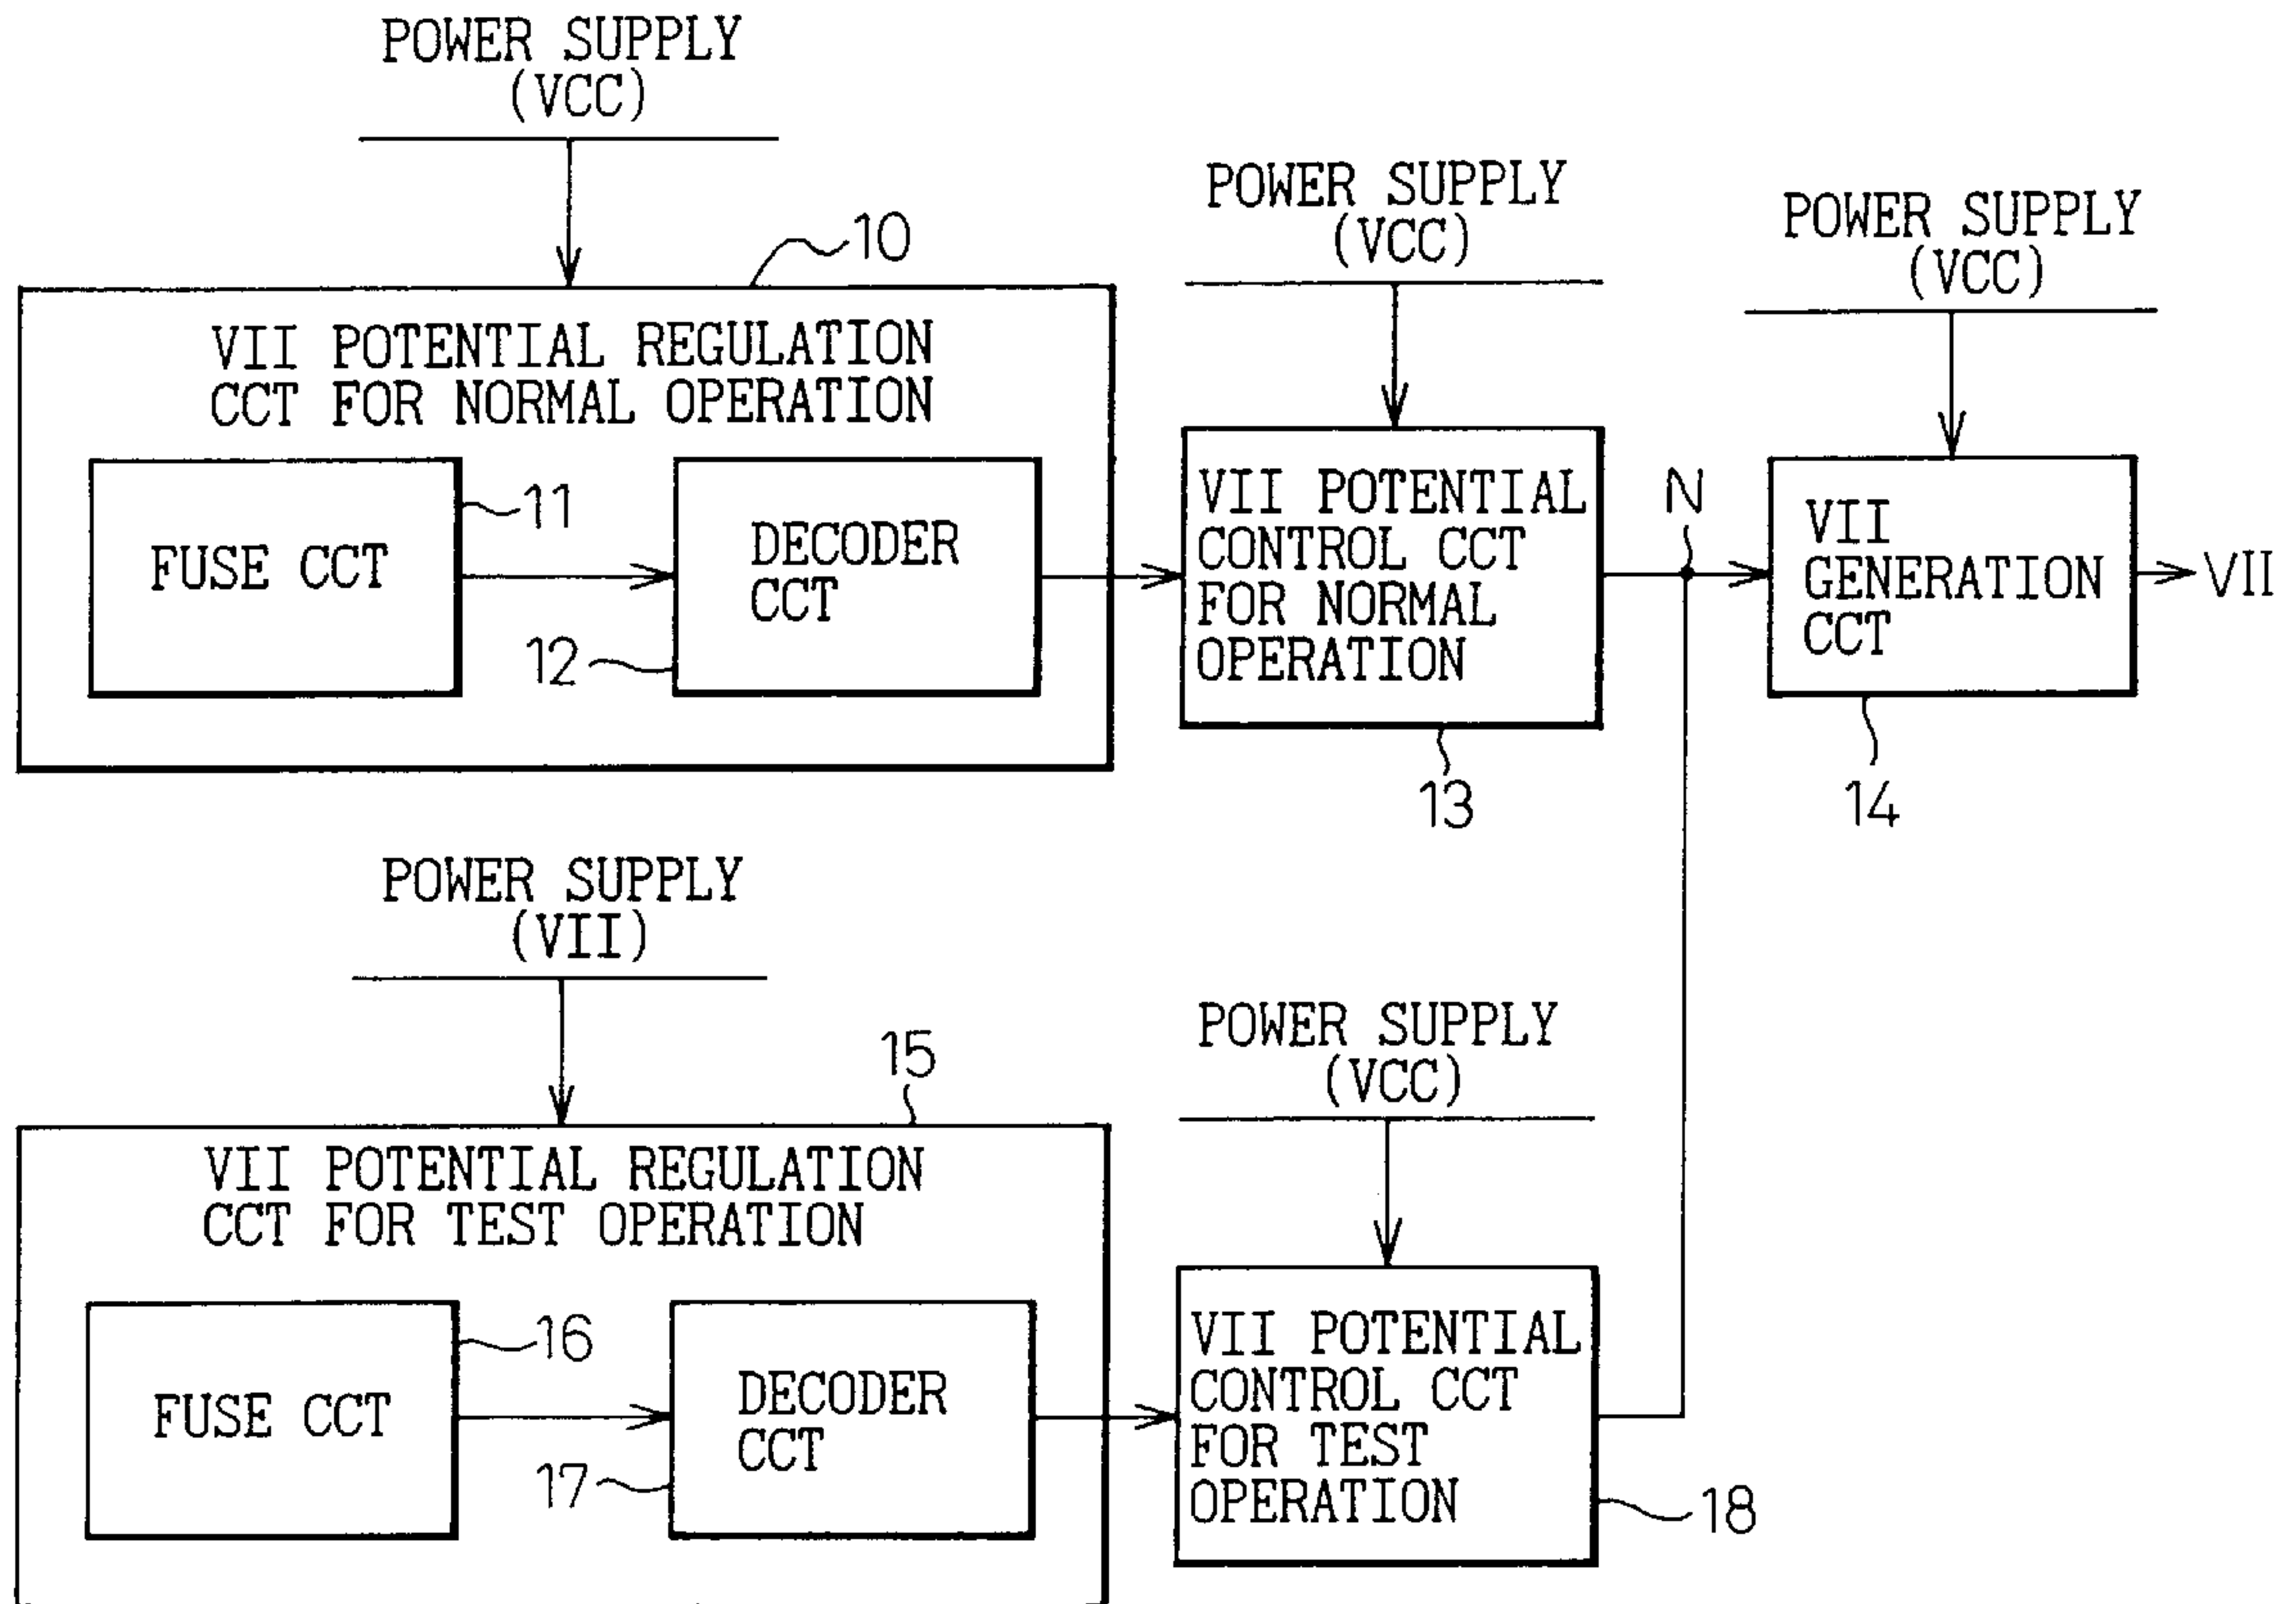 POWER SUPPLY
(VCC)
10
VII POTENTIAL REGULATION
CCT FOR NORMAL OPERATION
FUSE CCT
11
DECODER
CCT
12
POWER SUPPLY
(VCC)
VII POTENTIAL
CONTROL CCT
FOR NORMAL
OPERATION
13
N
POWER SUPPLY
(VCC)
VII
GENERATION
CCT
14
VII
POWER SUPPLY
(VII)
15
VII POTENTIAL REGULATION
CCT FOR TEST OPERATION
FUSE CCT
16
DECODER
CCT
17
POWER SUPPLY
(VCC)
VII POTENTIAL
CONTROL CCT
FOR TEST
OPERATION
18